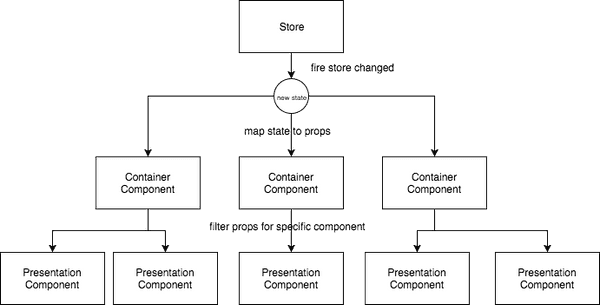 Store
fire store changed
new state
map state to props
Container
Component
Container
Component
Container
Component
filter props for specific component
Presentation
Component
Presentation
Component
Presentation
Component
Presentation
Component
Presentation
Component